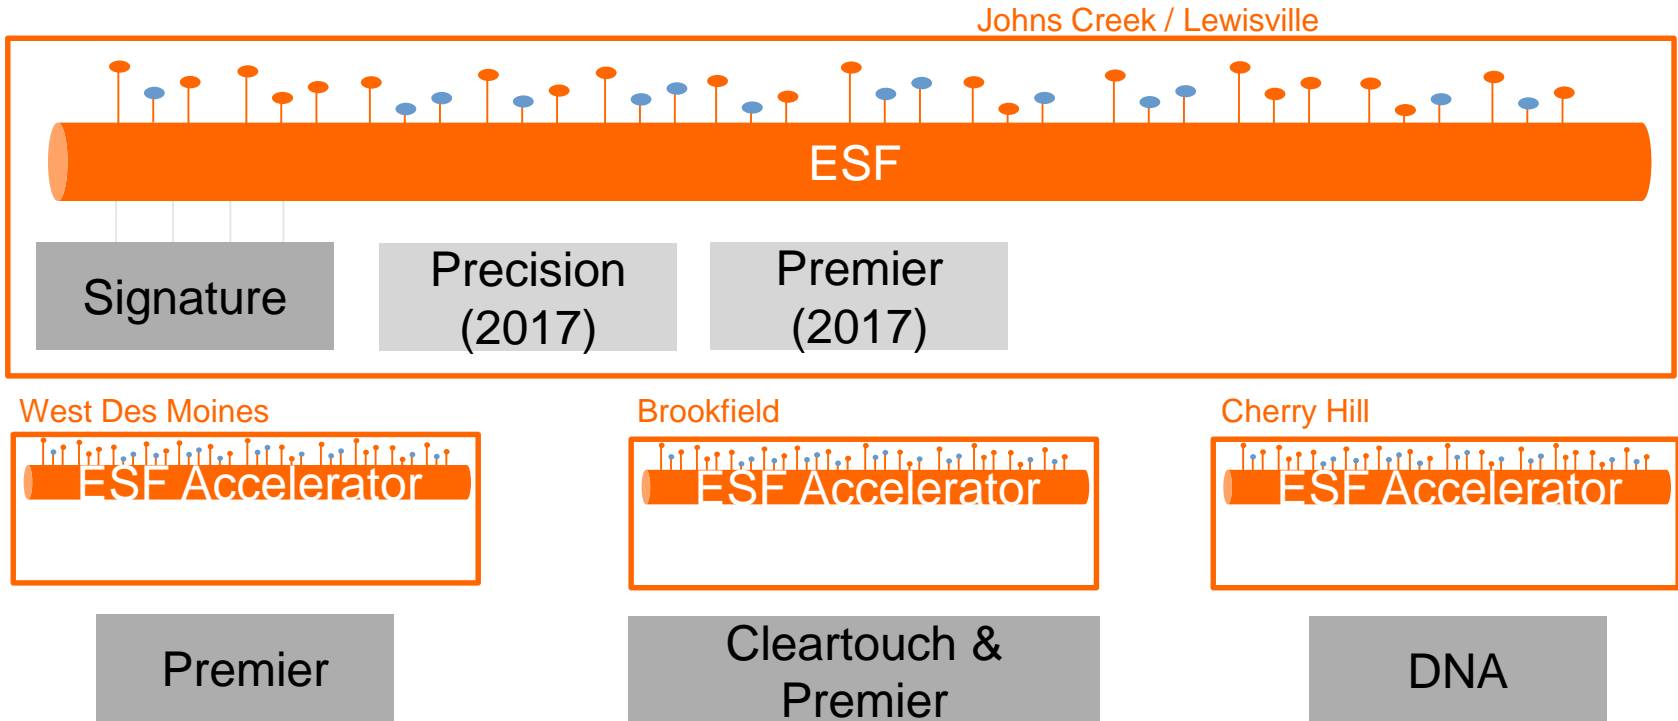 Johns Creek / Lewisville
ESF
Signature
Precision
(2017)
Premier
(2017)
West Des Moines
ESF Accelerator
Premier
Brookfield
ESF Accelerator
Cleartouch &
Premier
Cherry Hill
ESF Accelerator
DNA